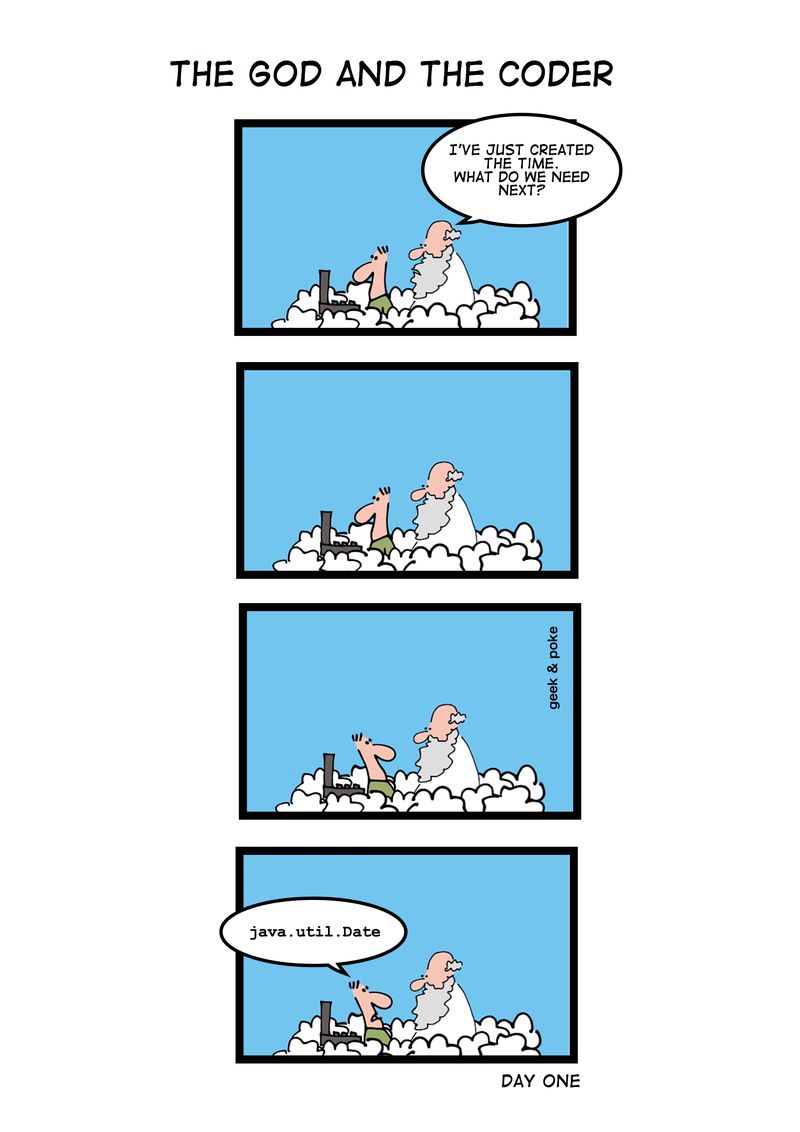 THE GOD AND THE CODER
I'VE JUST CREATED
THE TIME.
WHAT DO WE NEED
NEXT?
geek & poke
java.util.Date
DAY ONE